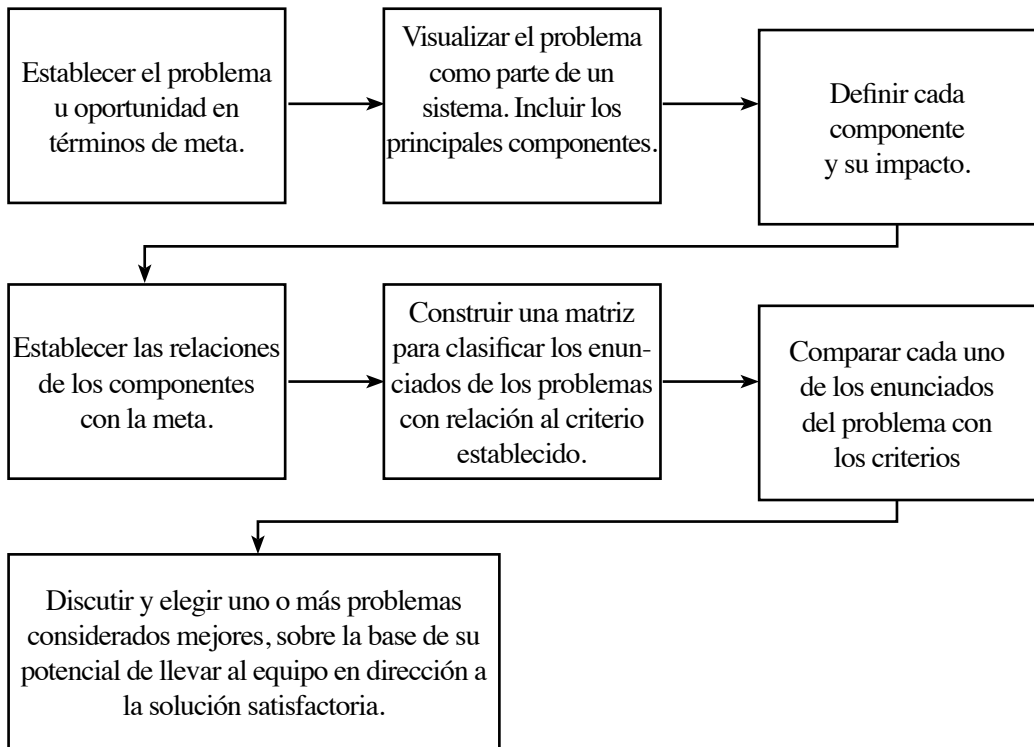 Establecer el problema
u oportunidad en
términos de meta.
Visualizar el problema
como parte de un
sistema. Incluir los
principales componentes.
Definir cada
componente
y su impacto.
Establecer las relaciones
de los componentes
con la meta.
Construir una matriz
para clasificar los enun-
ciados de los problemas
con relación al criterio
establecido.
Comparar cada uno
de los enunciados
del problema con
los criterios
Discutir y elegir uno o más problemas
considerados mejores, sobre la base de su
potencial de llevar al equipo en dirección a
la solución satisfactoria.